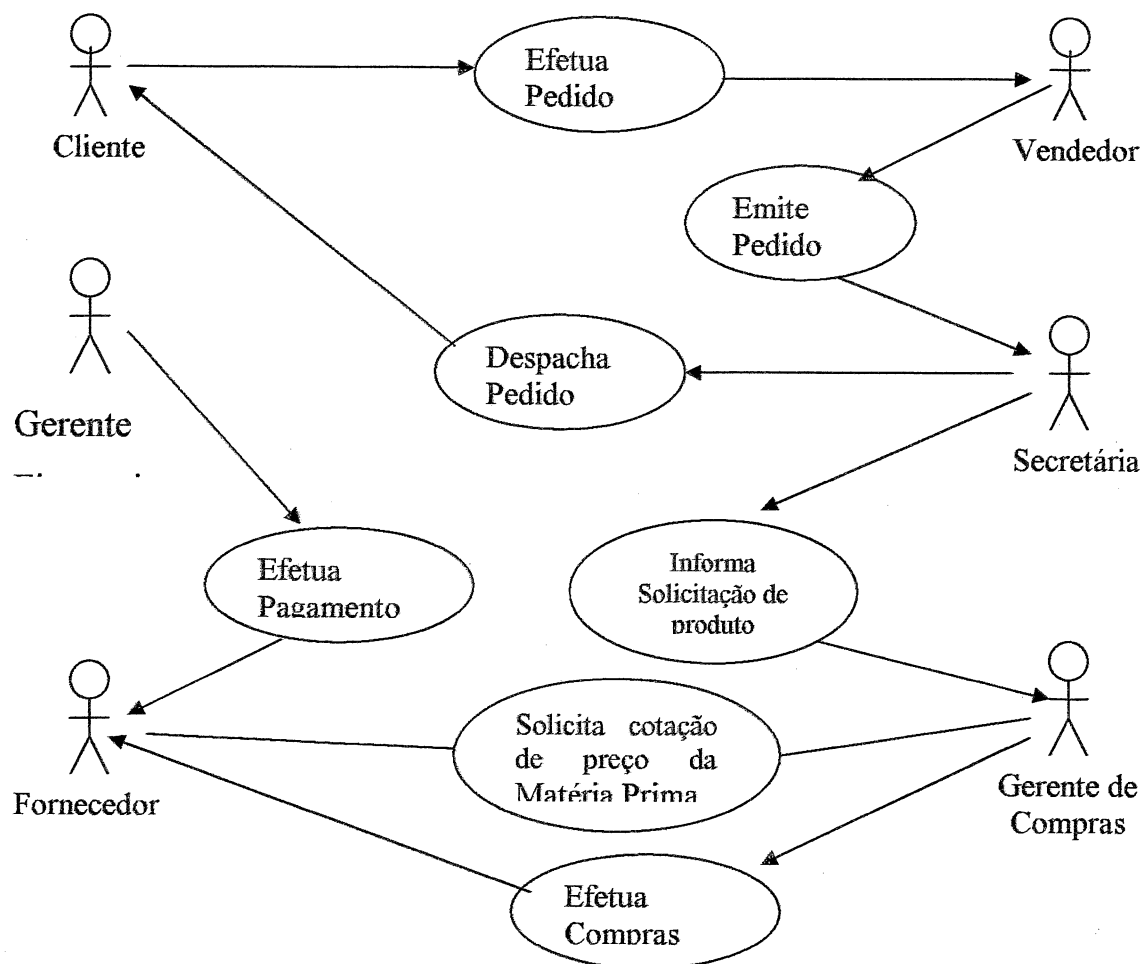 Efetua
Pedido
Cliente
Vendedor
Emite
Pedido
Despacha
Pedido
Gerente
Secretária
Efetua
Pagamento
Informa
Solicitação de
produto
Solicita cotação
de preço da
Matéria Prima
Fornecedor
Gerente de
Compras
Efetua
Compras